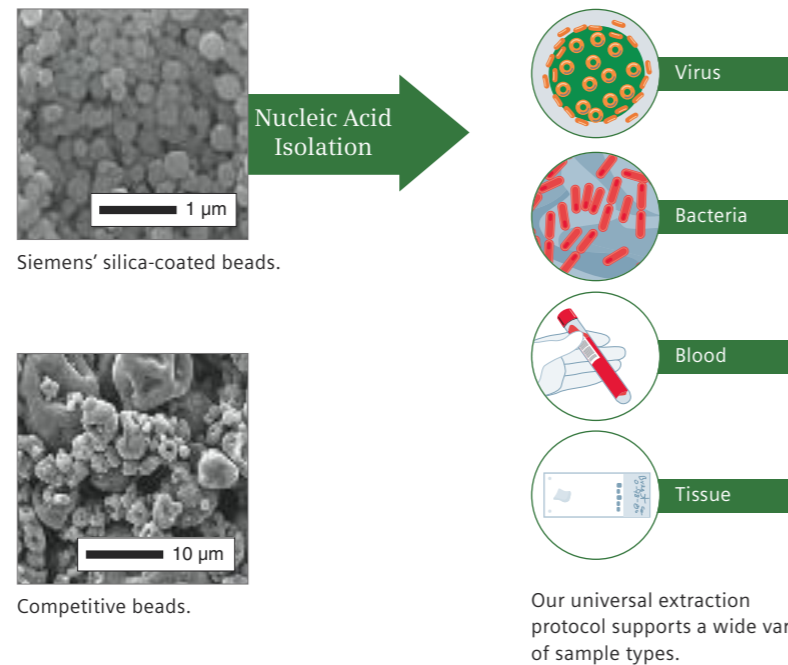 Nucleic Acid
Isolation
1 µm
Siemens’ silica-coated beads.
10 µm
Competitive beads.
Virus
Bacteria
Blood
Tissue
Our universal extraction
protocol supports a wide var
of sample types.